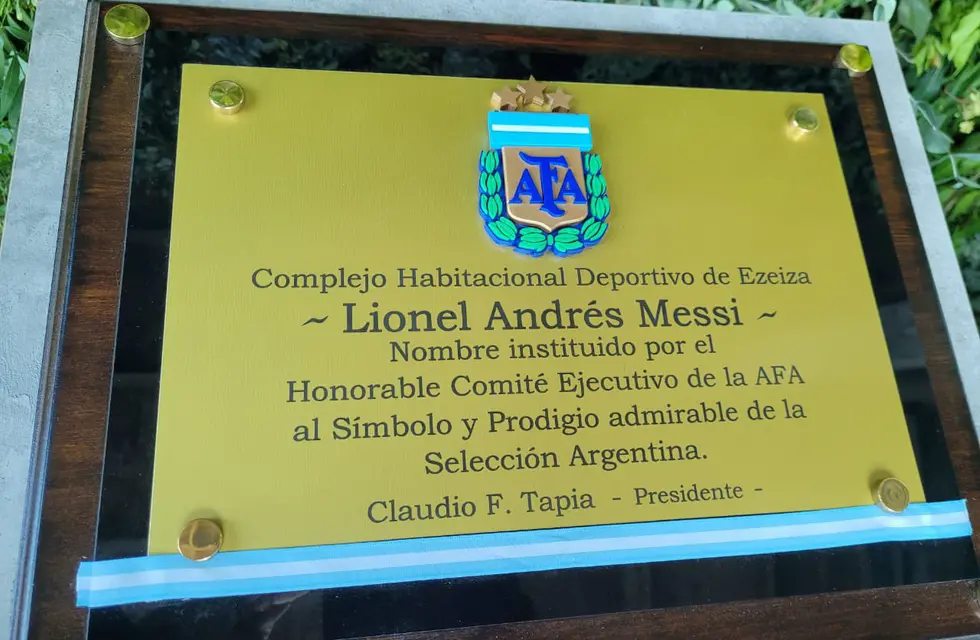 AFA
Complejo Habitacional Deportivo de Ezeiza
~ Lionel Andrés Messi ~
Nombre instituido por el
Honorable Comité Ejecutivo de la AFA
al Símbolo y Prodigio admirable de la
Selección Argentina.
Claudio F. Tapia - Presidente -